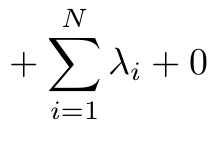 $+ \sum_{i=1}^{N} \lambda_i + 0$